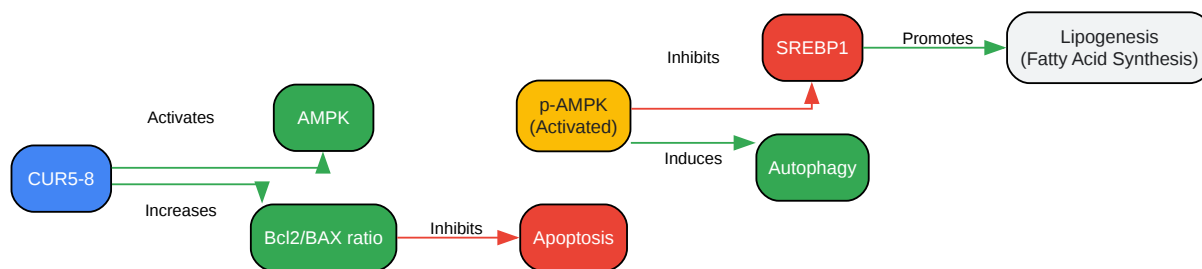 SREBP1
Promotes
Lipogenesis
(Fatty Acid Synthesis)
Inhibits
p-AMPK
(Activated)
Activates
AMPK
Induces
Autophagy
CUR5-8
Increases
Bcl2/BAX ratio
Inhibits
Apoptosis